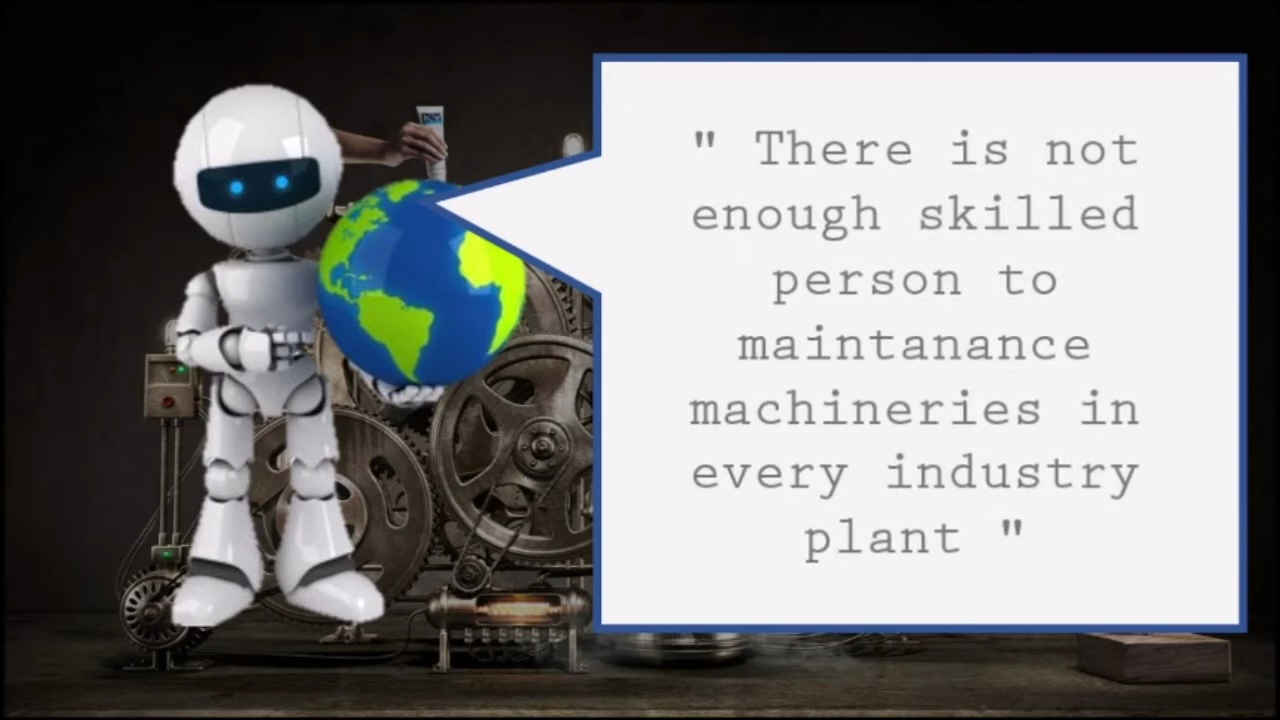 " There is not
enough skilled
person to
maintanance
machineries in
every industry
plant "